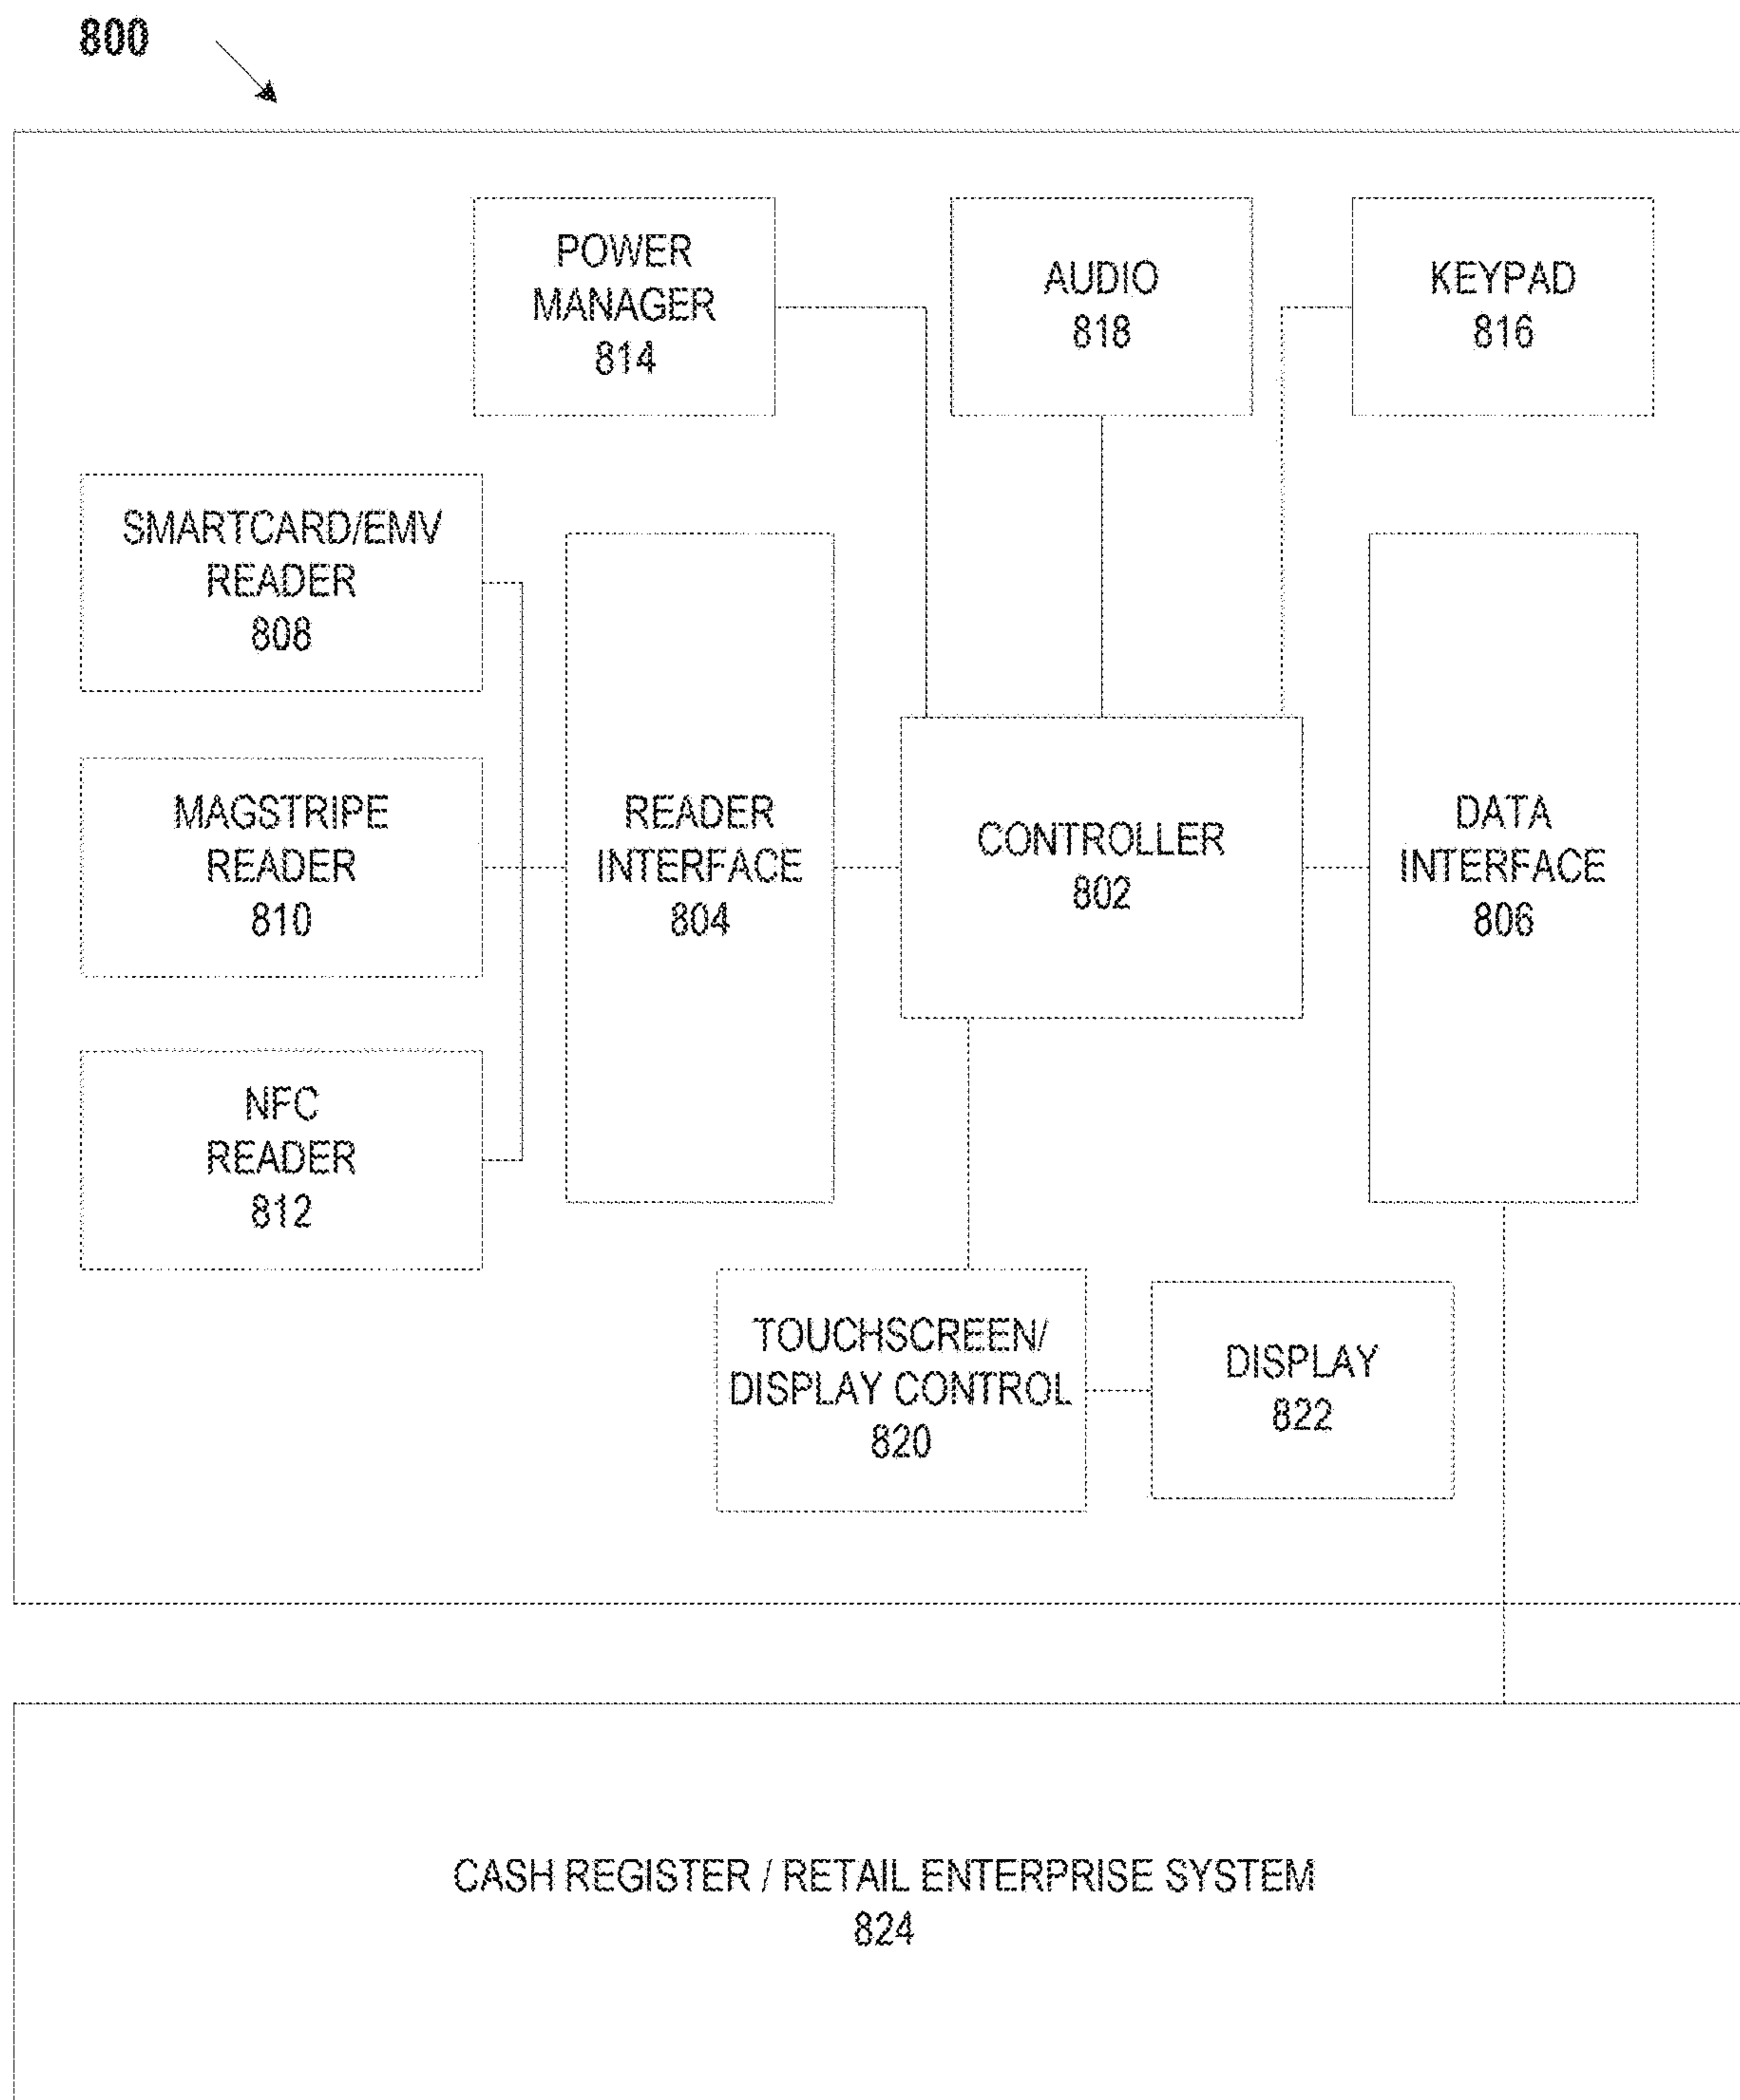 800
POWER
MANAGER
814
AUDIO
818
KEYPAD
816
SMARTCARD/EMV
READER
808
MAGSTRIPE
READER
810
NFC
READER
812
READER
INTERFACE
804
CONTROLLER
802
DATA
INTERFACE
806
TOUCHSCREEN/
DISPLAY CONTROL
820
DISPLAY
822
CASH REGISTER / RETAIL ENTERPRISE SYSTEM
824